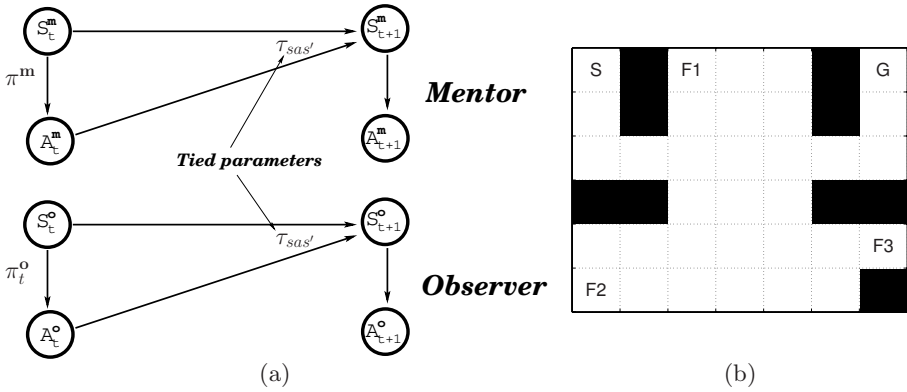 S_t^m
S_{t+1}^m
τ_{sas'}
π^m
Mentor
A_t^m
A_{t+1}^m
Tied parameters
S_t^o
S_{t+1}^o
τ_{sas'}
π_t^o
Observer
A_t^o
A_{t+1}^o
(a)
S F1 G
F3
F2
(b)